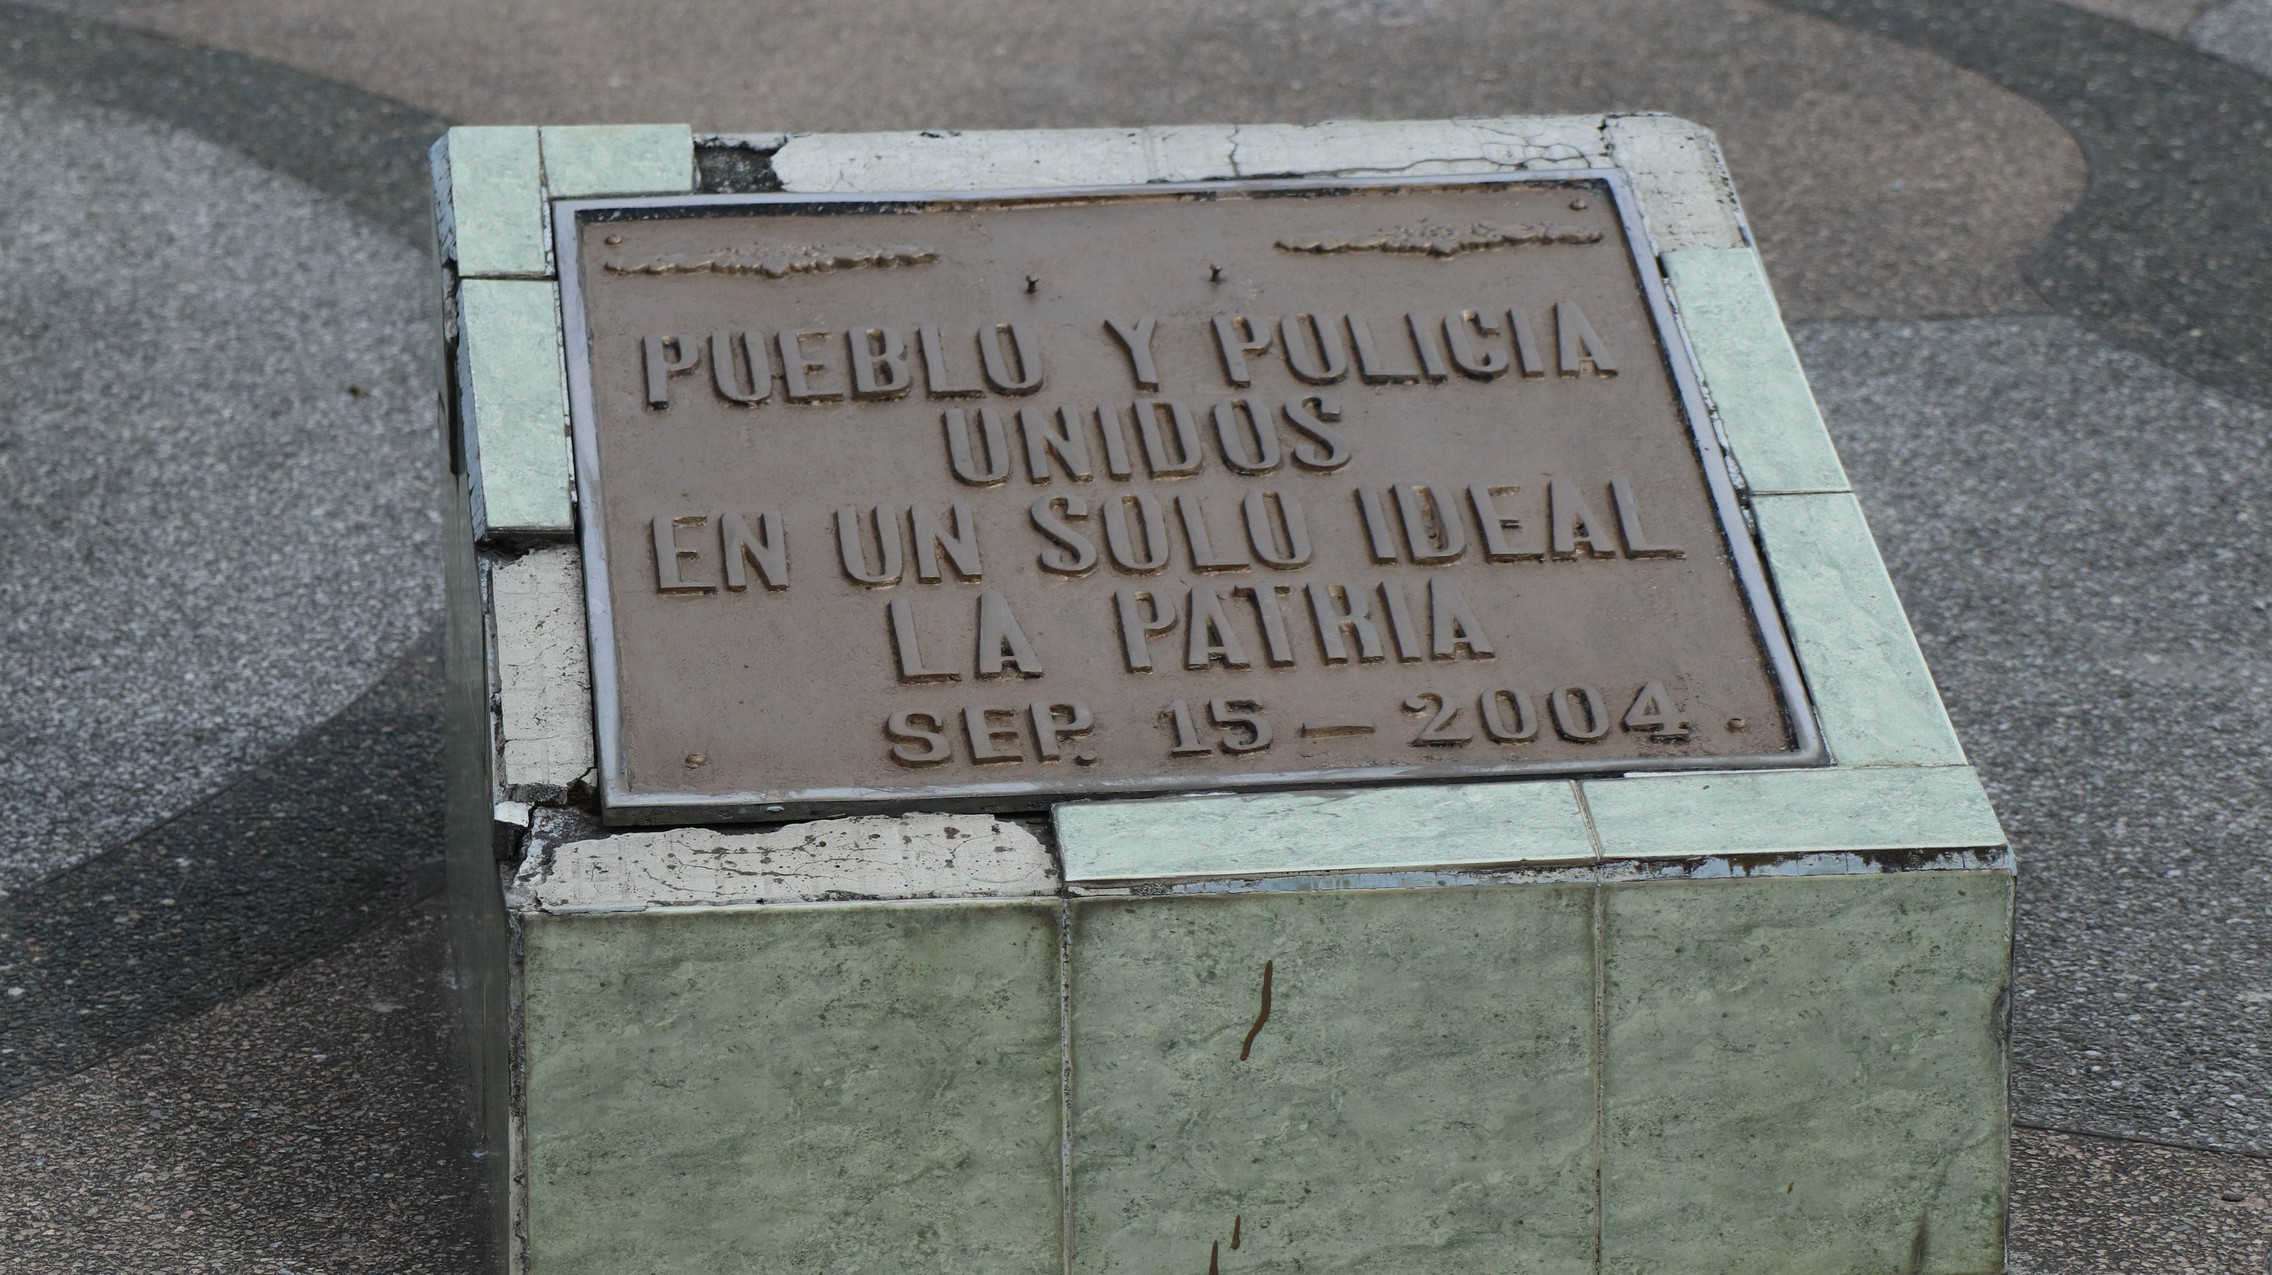 PUEBLO Y POLICIA
UNIDOS
EN UN SOLO IDEAL
LA PATRIA
SEP. 15 — 2004.